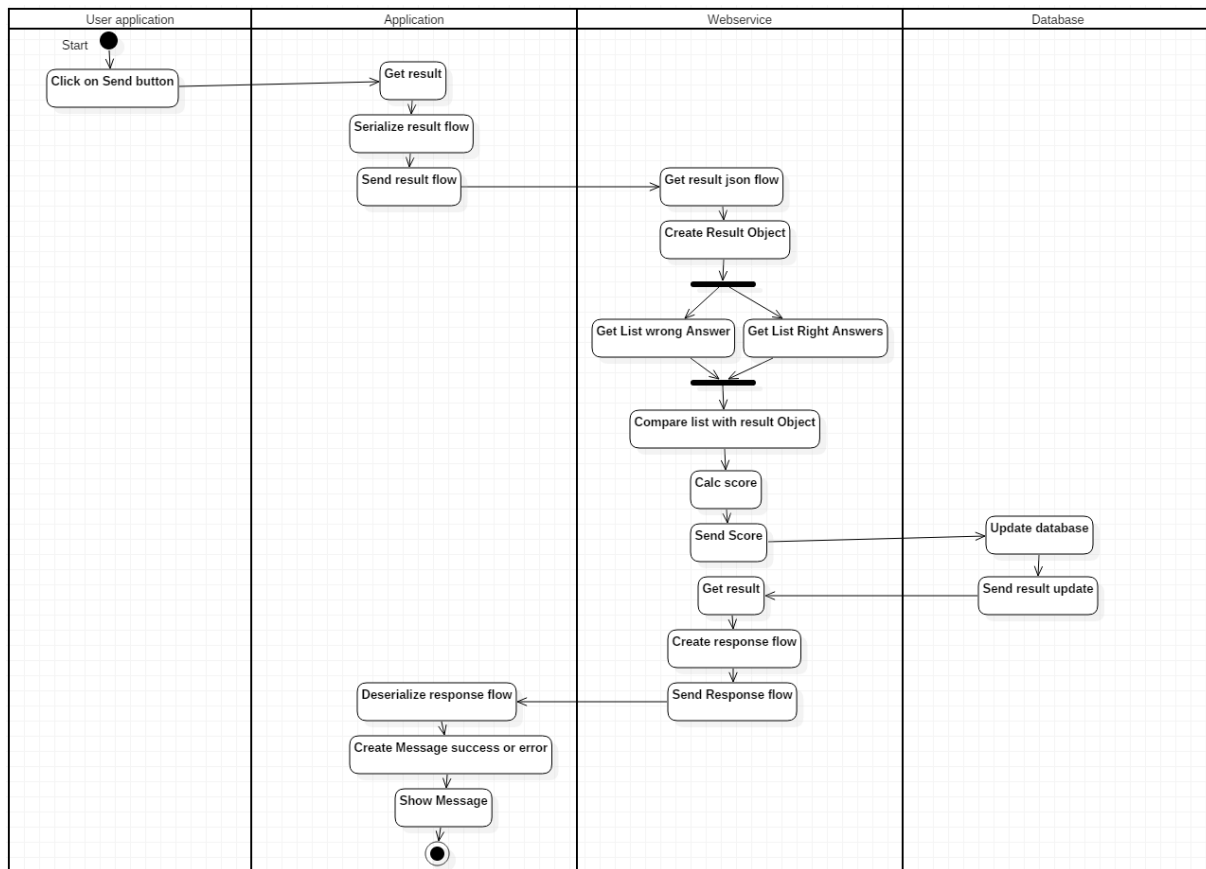 User application
Application
Webservice
Database
Start
Click on Send button
Get result
Serialize result flow
Send result flow
Get result json flow
Create Result Object
Get List wrong Answer
Get List Right Answers
Compare list with result Object
Calc score
Send Score
Update database
Send result update
Get result
Create response flow
Send Response flow
Deserialize response flow
Create Message success or error
Show Message